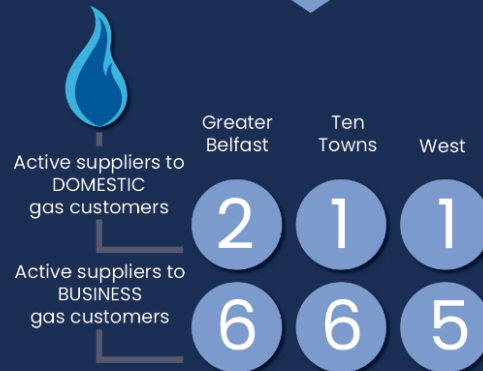 Greater
Belfast
Ten
Towns
West
Active suppliers to
DOMESTIC
gas customers
2 1 1
Active suppliers to
BUSINESS
gas customers
6 6 5